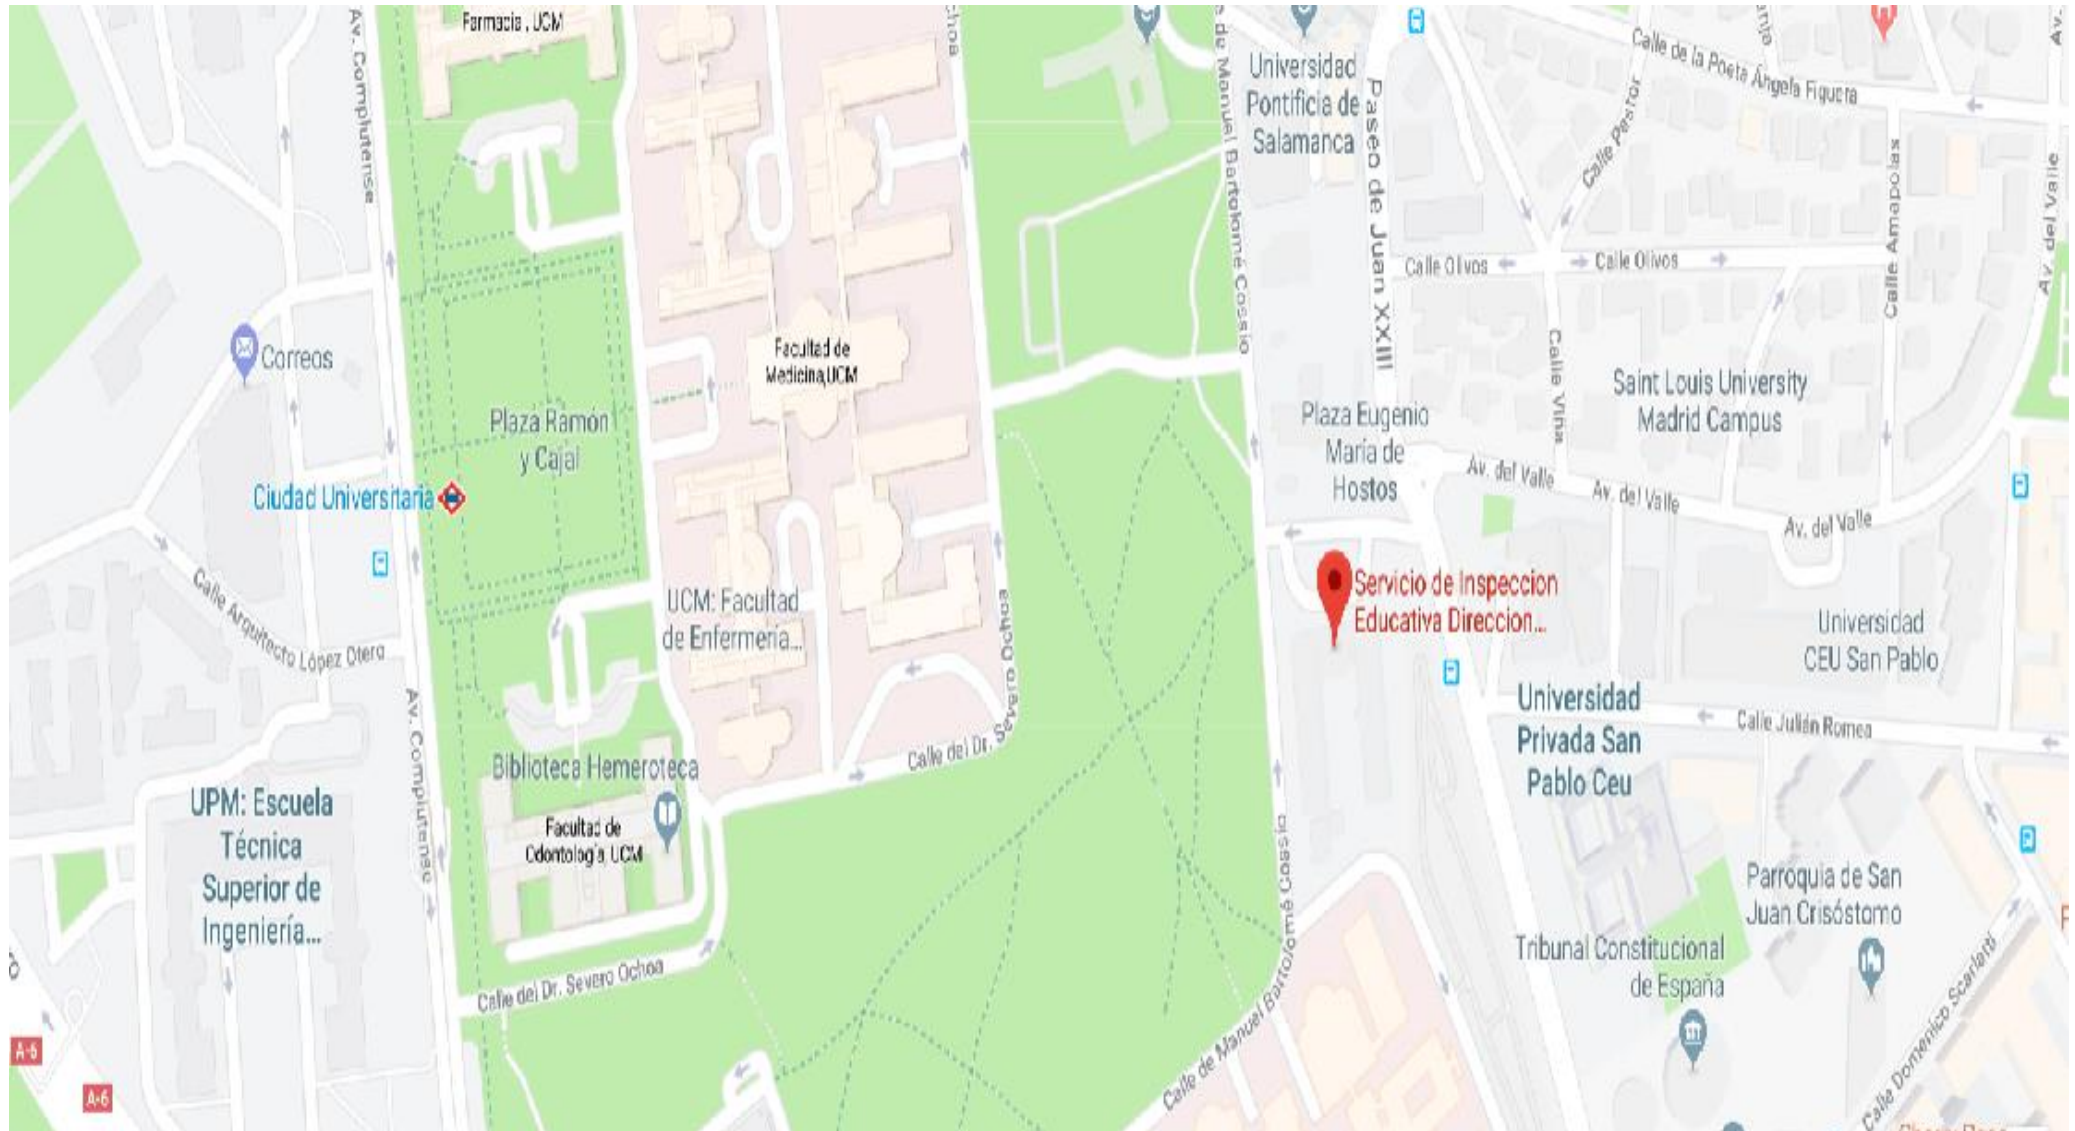 Farmacia , UCM
Av. Complutense
choa
de Manuel Bartolomé Cossio
Universidad
Pontificia de
Salamanca
Paseo de Juan XXIII
Calle de la Poeta Ángela Figuera
Calle Pastor
Calle Amapolas
Av. del Valle
Av.
Calle Olivos
Calle Olivos
Correos
Facultad de
Medicina,UCM
Calle Viña
Saint Louis University
Madrid Campus
Plaza Ramón
y Cajal
Plaza Eugenio
María de
Hostos
Av. del Valle
Av. del Valle
Av. del Valle
Ciudad Universitaria
Calle Arquitecto López Otero
UCM: Facultad
de Enfermería...
Servicio de Inspeccion
Educativa Direccion...
Universidad
CEU San Pablo
Calle del Dr. Severo Ochoa
Universidad
Privada San
Pablo Ceu
Calle Julián Romea
Av. Complutense
Biblioteca Hemeroteca
UPM: Escuela
Técnica
Superior de
Ingeniería...
Facultad de
Odontología, UCM
Parroquia de San
Juan Crisóstomo
Calle de Manuel Bartolomé Cossio
Tribunal Constitucional
de España
Calle del Dr. Severo Ochoa
Calle Domenico Scarlatti
A-6
A-6